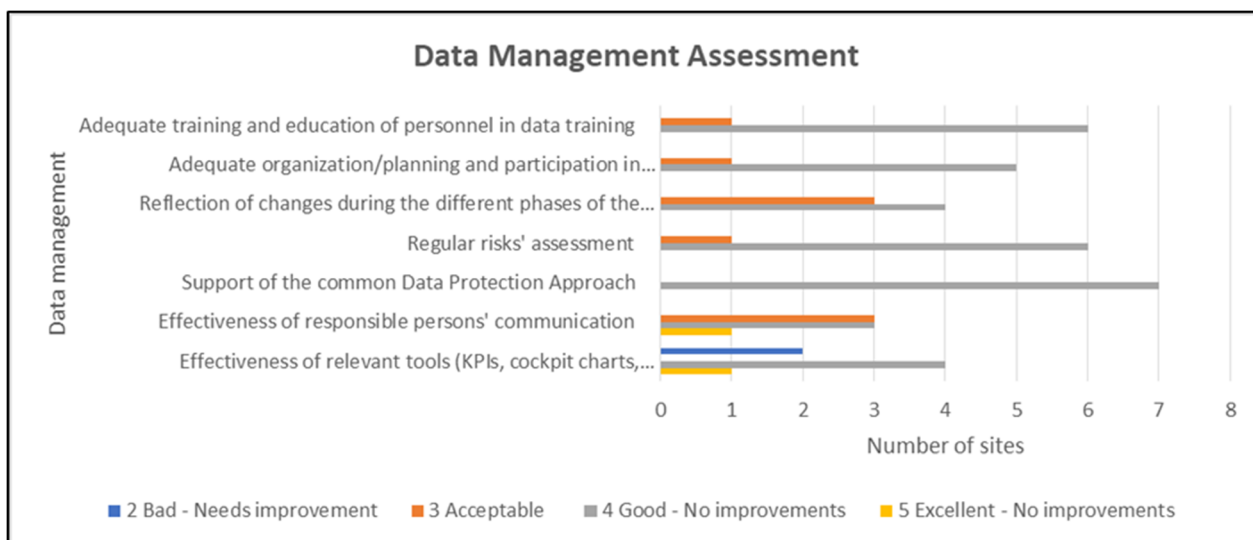 Data Management Assessment
Data management
Adequate training and education of personnel in data training
Adequate organization/planning and participation in...
Reflection of changes during the different phases of the...
Regular risks' assessment
Support of the common Data Protection Approach
Effectiveness of responsible persons' communication
Effectiveness of relevant tools (KPIs, cockpit charts,...
0 1 2 3 4 5 6 7 8
Number of sites
2 Bad - Needs improvement 3 Acceptable 4 Good - No improvements 5 Excellent - No improvements